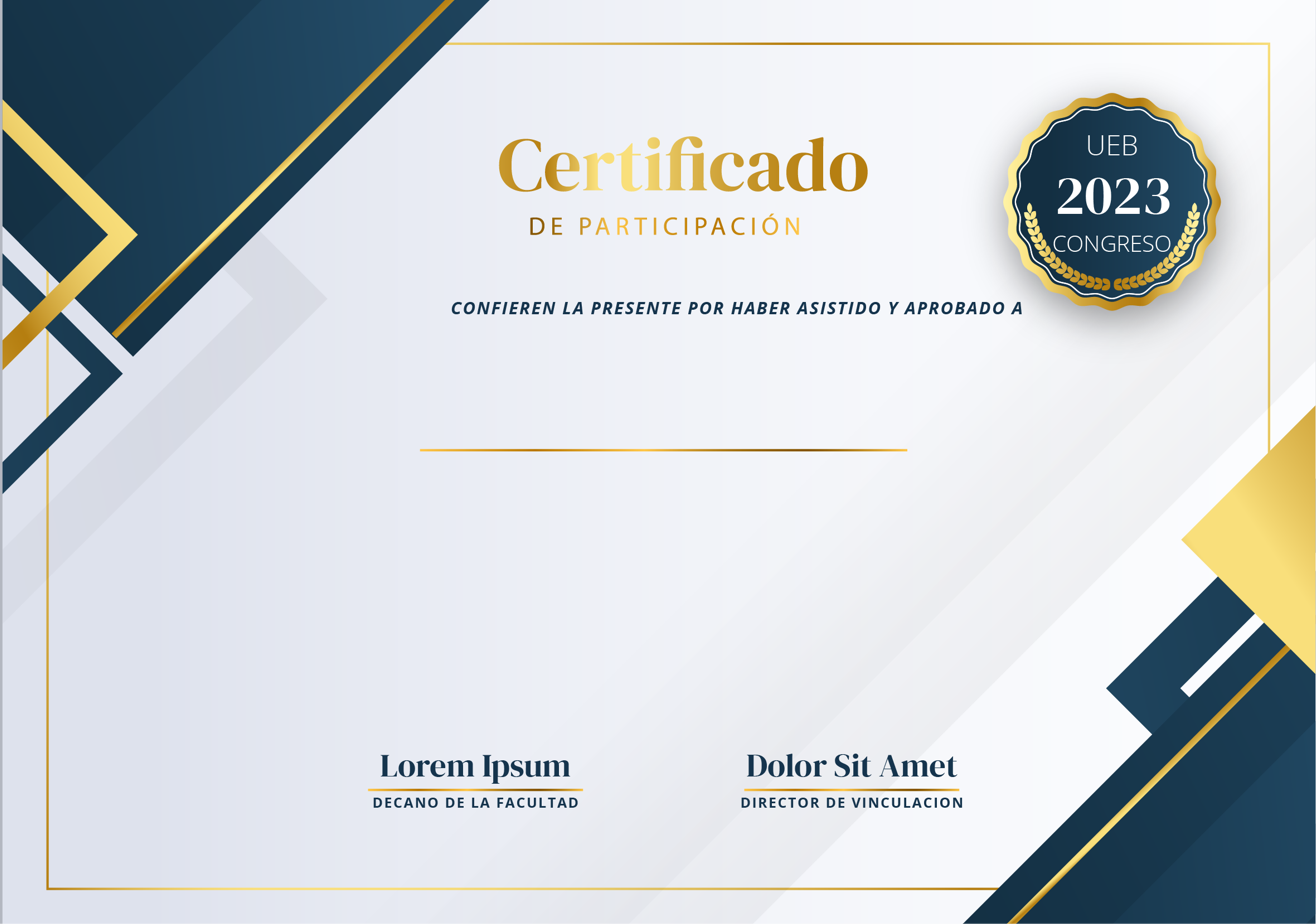 Certificado
DE PARTICIPACIÓN
UEB
2023
CONGRESO
CONFIEREN LA PRESENTE POR HABER ASISTIDO Y APROBADO A
Lorem Ipsum
DECANO DE LA FACULTAD
Dolor Sit Amet
DIRECTOR DE VINCULACION